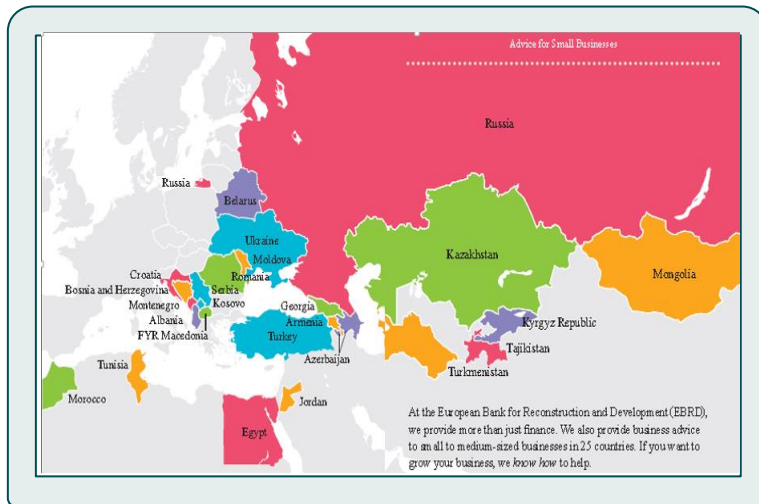 Advice for Small Businesses
Russia
Russia
Belarus
Ukraine
Kazakhstan
Moldova
Mongolia
Croatia
Romania
Bosnia and Herzegovina
Serbia
Montenegro
Kosovo
Georgia
Albania
Armenia
Kyrgyz Republic
FYR Macedonia
Turkey
Tajikistan
Azerbaijan
Tunisia
Turkmenistan
Morocco
Jordan
Egypt
At the European Bank for Reconstruction and Development (EBRD),
we provide more than just finance. We also provide business advice
to small to medium-sized businesses in 25 countries. If you want to
grow your business, we know how to help.